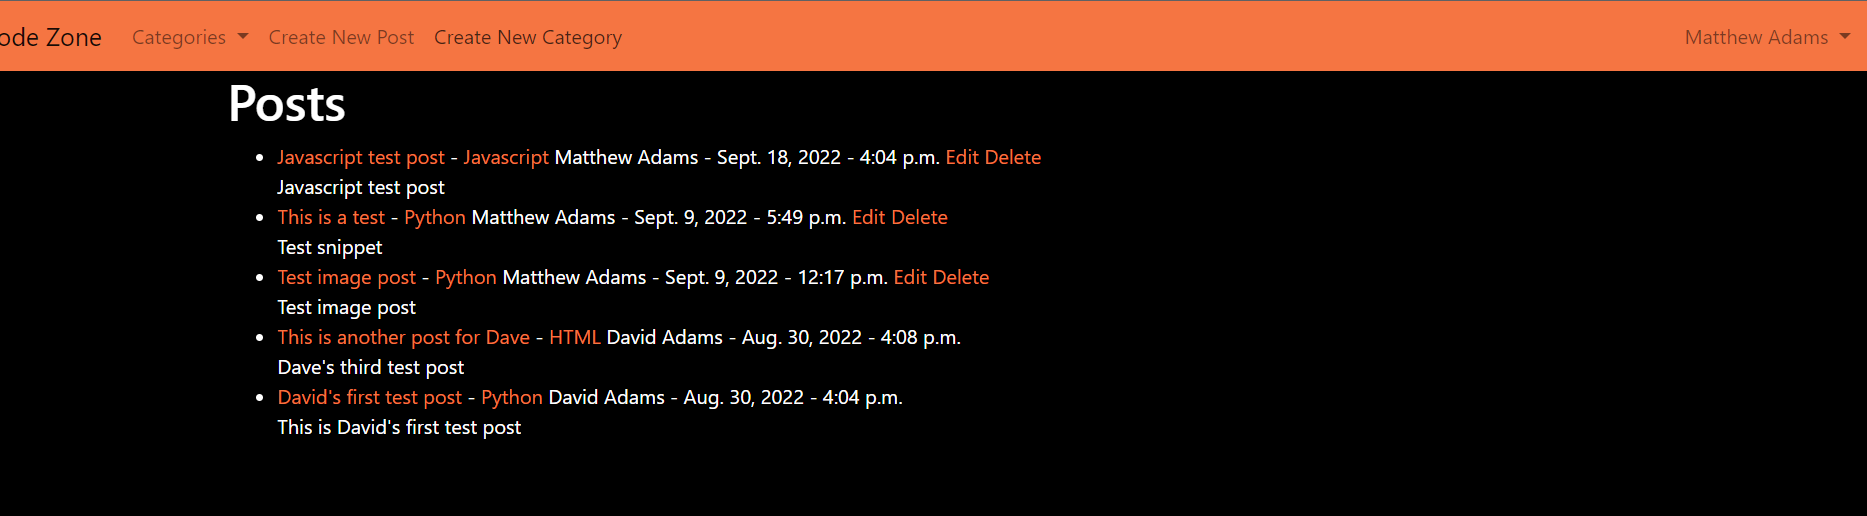 ode Zone Categories Create New Post Create New Category Matthew Adams
Posts
Javascript test post - Javascript Matthew Adams - Sept. 18, 2022 - 4:04 p.m. Edit Delete
Javascript test post
This is a test - Python Matthew Adams - Sept. 9, 2022 - 5:49 p.m. Edit Delete
Test snippet
Test image post - Python Matthew Adams - Sept. 9, 2022 - 12:17 p.m. Edit Delete
Test image post
This is another post for Dave - HTML David Adams - Aug. 30, 2022 - 4:08 p.m.
Dave's third test post
David's first test post - Python David Adams - Aug. 30, 2022 - 4:04 p.m.
This is David's first test post